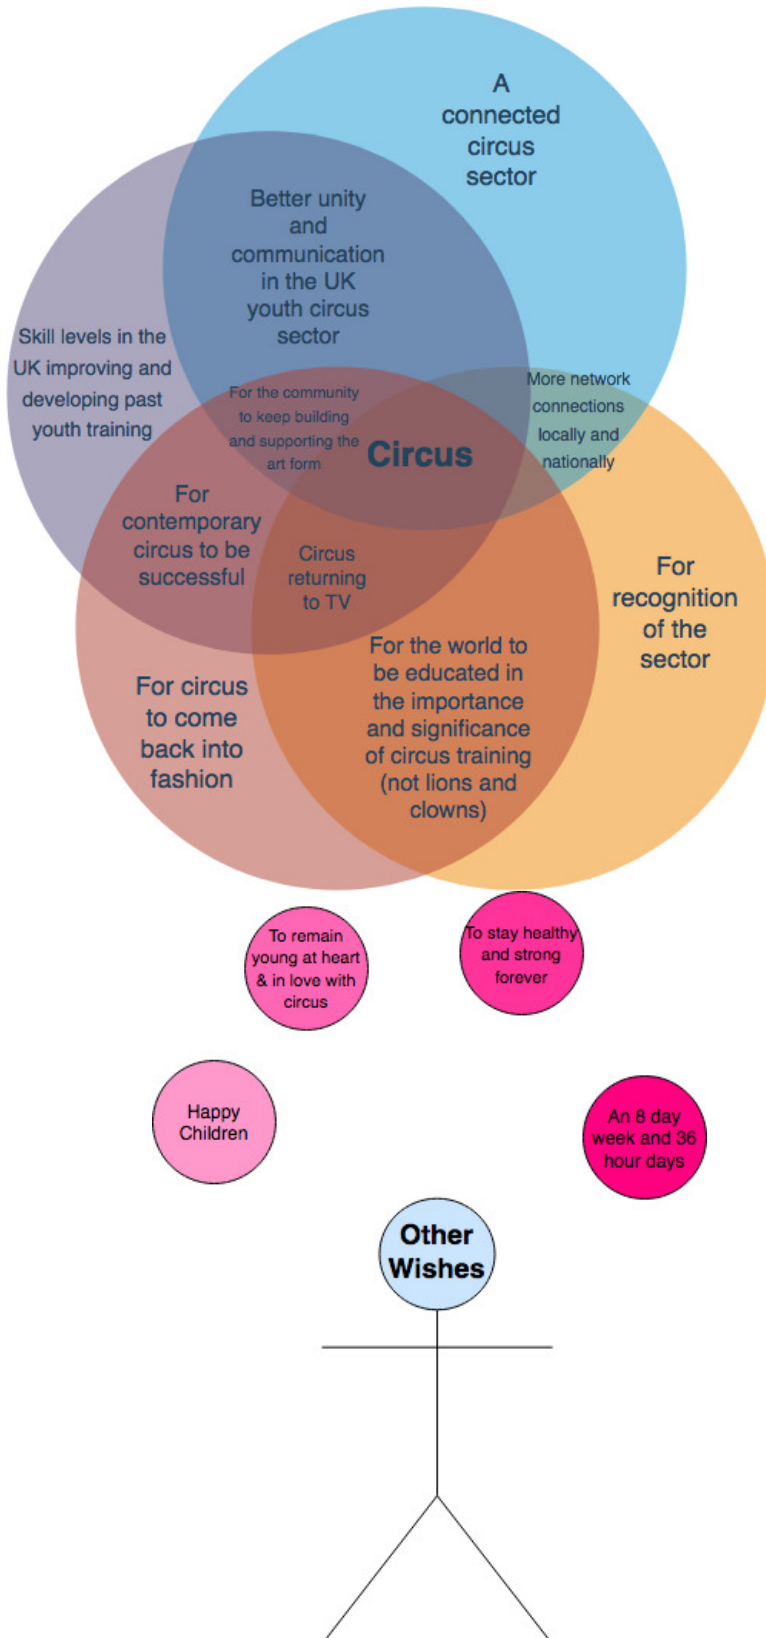 A
connected
circus
sector
Better unity
and
communication
in the UK
youth circus
sector
Skill levels in the
UK improving and
developing past
youth training
For the community
to keep building
and supporting the
art form
Circus
More network
connections
locally and
nationally
For
contemporary
circus to be
successful
Circus
returning
to TV
For
recognition
of the
sector
For circus
to come
back into
fashion
For the world to
be educated in
the importance
and significance
of circus training
(not lions and
clowns)
To remain
young at heart
& in love with
circus
To stay healthy
and strong
forever
Happy
Children
An 8 day
week and 36
hour days
Other
Wishes